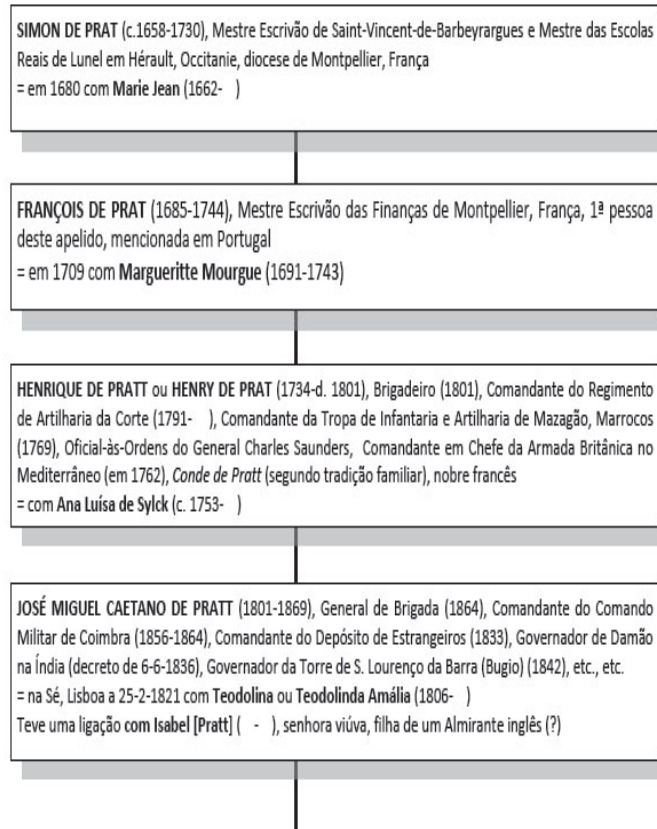 SIMON DE PRAT (c.1658-1730), Mestre Escrivão de Saint-Vincent-de-Barbeyrargues e Mestre das Escolas
Reais de Lunel em Hérault, Occitanie, diocese de Montpellier, França
= em 1680 com Marie Jean (1662-   )
FRANÇOIS DE PRAT (1685-1744), Mestre Escrivão das Finanças de Montpellier, França, 1ª pessoa
deste apelido, mencionada em Portugal
= em 1709 com Margueritte Mourgue (1691-1743)
HENRIQUE DE PRATT ou HENRY DE PRAT (1734-d. 1801), Brigadeiro (1801), Comandante do Regimento
de Artilharia da Corte (1791-   ), Comandante da Tropa de Infantaria e Artilharia de Mazagão, Marrocos
(1769), Oficial-às-Ordens do General Charles Saunders, Comandante em Chefe da Armada Britânica no
Mediterrâneo (em 1762), Conde de Pratt (segundo tradição familiar), nobre francês
= com Ana Luísa de Sylck (c. 1753-   )
JOSÉ MIGUEL CAETANO DE PRATT (1801-1869), General de Brigada (1864), Comandante do Comando
Militar de Coimbra (1856-1864), Comandante do Depósito de Estrangeiros (1833), Governador de Damão
na Índia (decreto de 6-6-1836), Governador da Torre de S. Lourenço da Barra (Bugio) (1842), etc., etc.
= na Sé, Lisboa a 25-2-1821 com Teodolina ou Teodolinda Amália (1806-   )
Teve uma ligação com Isabel [Pratt] (   -   ), senhora viúva, filha de um Almirante inglês (?)